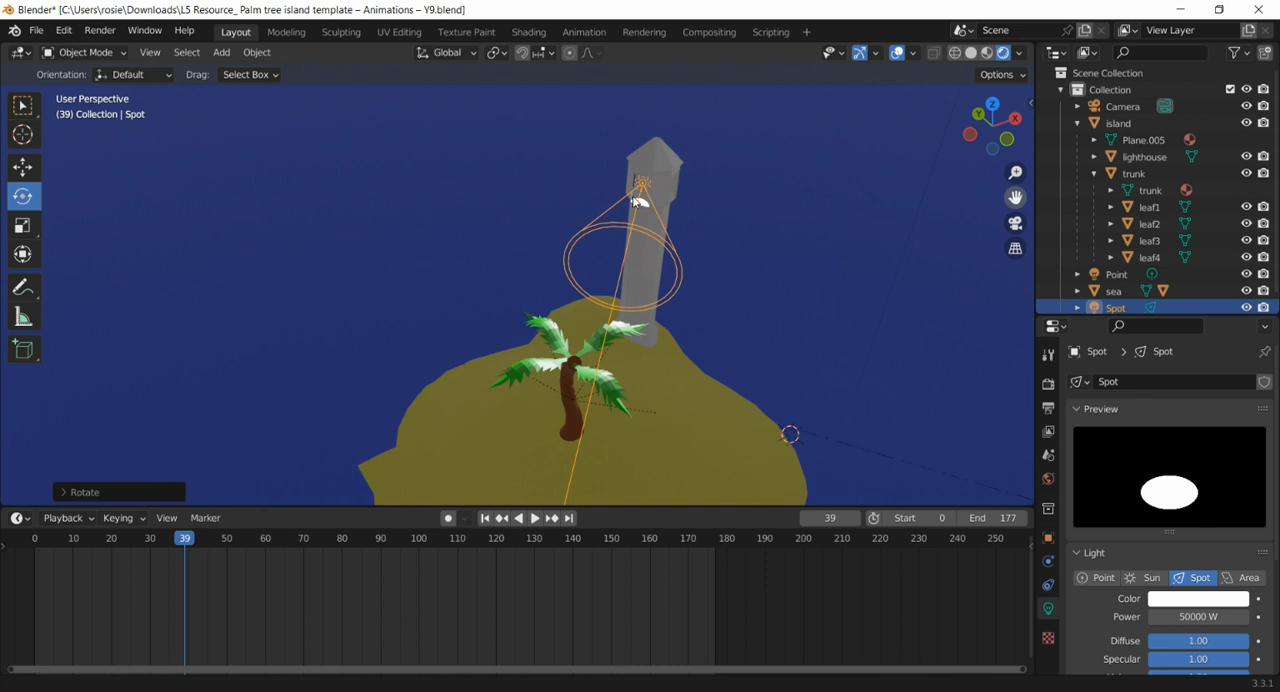 Blender* [C:\Users\rosie\Downloads\L5 Resource_ Palm tree island template – Animations – Y9.blend]
File Edit Render Window Help Layout Modeling Sculpting UV Editing Texture Paint Shading Animation Rendering Compositing Scripting + Scene View Layer
Object Mode View Select Add Object Global
Orientation: Default Drag: Select Box Options
User Perspective
(39) Collection | Spot
Z
Y
X
Scene Collection
Collection
Camera
island
Plane.005
lighthouse
trunk
trunk
leaf1
leaf2
leaf3
leaf4
Point
sea
Spot
Spot Spot
Spot
Preview
Light
Point Sun Spot Area
Color
Power 50000 W
Diffuse 1.00
Specular 1.00
Rotate
Playback Keying View Marker 39 Start 0 End 177
0 10 20 30 39 50 60 70 80 90 100 110 120 130 140 150 160 170 180 190 200 210 220 230 240 250
3.3.1